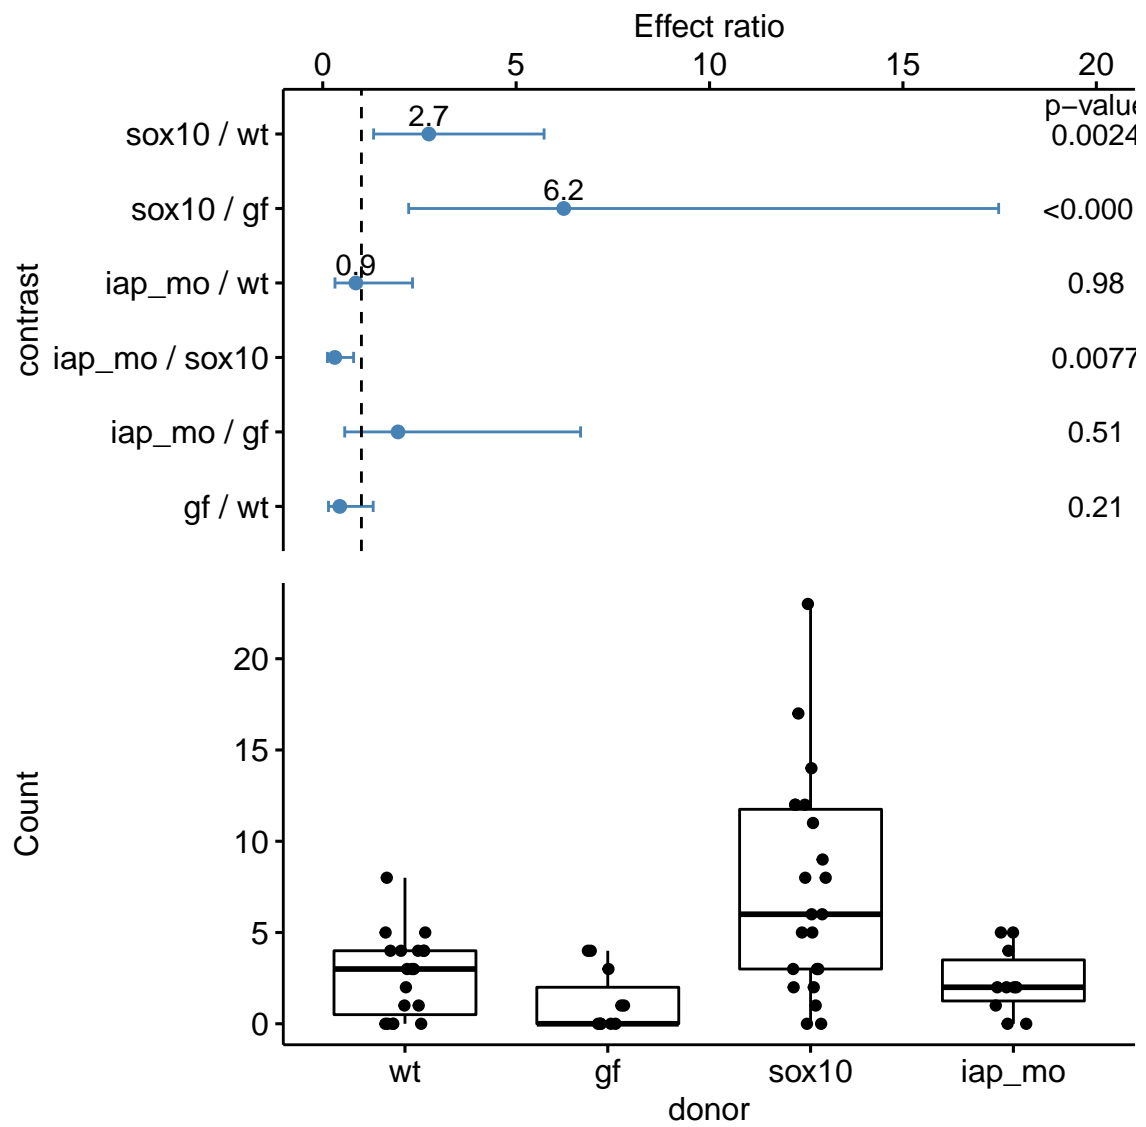 Effect ratio
0 5 10 15 20
p−value
sox10 / wt 2.7 0.0024
sox10 / gf 6.2 <0.000
iap_mo / wt 0.9 0.98
contrast
iap_mo / sox10 0.0077
iap_mo / gf 0.51
gf / wt 0.21
20
15
Count
10
5
0
wt gf sox10 iap_mo
donor